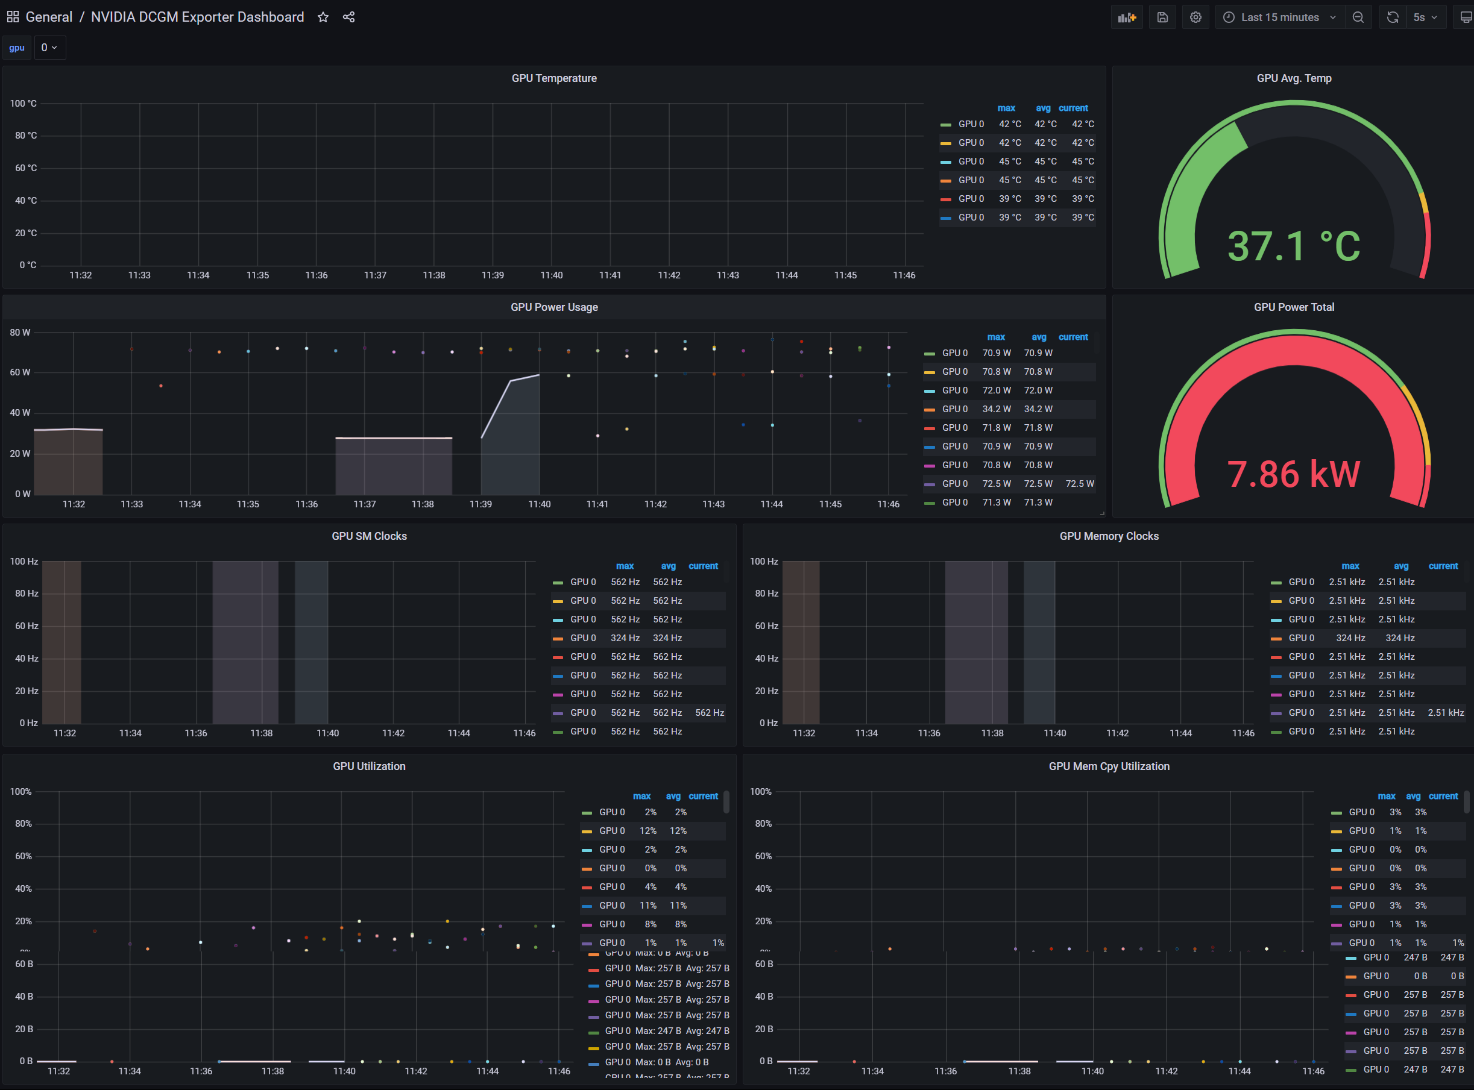 General / NVIDIA DCGM Exporter Dashboard
Last 15 minutes
5s
gpu 0
GPU Temperature
100 °C
80 °C
60 °C
40 °C
20 °C
0 °C
11:32 11:33 11:34 11:35 11:36 11:37 11:38 11:39 11:40 11:41 11:42 11:43 11:44 11:45 11:46
max avg current
GPU 0 42 °C 42 °C 42 °C
GPU 0 42 °C 42 °C 42 °C
GPU 0 45 °C 45 °C 45 °C
GPU 0 45 °C 45 °C 45 °C
GPU 0 39 °C 39 °C 39 °C
GPU 0 39 °C 39 °C 39 °C
GPU Avg. Temp
37.1 °C
GPU Power Usage
80 W
60 W
40 W
20 W
0 W
11:32 11:33 11:34 11:35 11:36 11:37 11:38 11:39 11:40 11:41 11:42 11:43 11:44 11:45 11:46
max avg current
GPU 0 70.9 W 70.9 W
GPU 0 70.8 W 70.8 W
GPU 0 72.0 W 72.0 W
GPU 0 34.2 W 34.2 W
GPU 0 71.8 W 71.8 W
GPU 0 70.9 W 70.9 W
GPU 0 70.8 W 70.8 W
GPU 0 72.5 W 72.5 W 72.5 W
GPU 0 71.3 W 71.3 W
GPU Power Total
7.86 kW
GPU SM Clocks
100 Hz
80 Hz
60 Hz
40 Hz
20 Hz
0 Hz
11:32 11:34 11:36 11:38 11:40 11:42 11:44 11:46
max avg current
GPU 0 562 Hz 562 Hz
GPU 0 562 Hz 562 Hz
GPU 0 562 Hz 562 Hz
GPU 0 324 Hz 324 Hz
GPU 0 562 Hz 562 Hz
GPU 0 562 Hz 562 Hz
GPU 0 562 Hz 562 Hz
GPU 0 562 Hz 562 Hz 562 Hz
GPU 0 562 Hz 562 Hz
GPU Memory Clocks
100 Hz
80 Hz
60 Hz
40 Hz
20 Hz
0 Hz
11:32 11:34 11:36 11:38 11:40 11:42 11:44 11:46
max avg current
GPU 0 2.51 kHz 2.51 kHz
GPU 0 2.51 kHz 2.51 kHz
GPU 0 2.51 kHz 2.51 kHz
GPU 0 324 Hz 324 Hz
GPU 0 2.51 kHz 2.51 kHz
GPU 0 2.51 kHz 2.51 kHz
GPU 0 2.51 kHz 2.51 kHz
GPU 0 2.51 kHz 2.51 kHz 2.51 kHz
GPU 0 2.51 kHz 2.51 kHz
GPU Utilization
100%
80%
60%
40%
20%
0%
max avg current
GPU 0 2% 2%
GPU 0 12% 12%
GPU 0 2% 2%
GPU 0 0% 0%
GPU 0 4% 4%
GPU 0 11% 11%
GPU 0 8% 8%
GPU 0 1% 1% 1%
60 B
40 B
20 B
0 B
11:32 11:34 11:36 11:38 11:40 11:42 11:44 11:46
GPU 0 Max: 0 B Avg: 0 B
GPU 0 Max: 257 B Avg: 257 B
GPU 0 Max: 257 B Avg: 257 B
GPU 0 Max: 257 B Avg: 257 B
GPU 0 Max: 257 B Avg: 257 B
GPU 0 Max: 247 B Avg: 247 B
GPU 0 Max: 257 B Avg: 257 B
GPU 0 Max: 0 B Avg: 0 B
GPU 0 Max: 257 B Avg: 257 B
GPU Mem Cpy Utilization
100%
80%
60%
40%
20%
0%
max avg current
GPU 0 3% 3%
GPU 0 1% 1%
GPU 0 0% 0%
GPU 0 0% 0%
GPU 0 3% 3%
GPU 0 3% 3%
GPU 0 1% 1%
GPU 0 1% 1% 1%
60 B
40 B
20 B
0 B
11:32 11:34 11:36 11:38 11:40 11:42 11:44 11:46
GPU 0 247 B 247 B
GPU 0 0 B 0 B
GPU 0 257 B 257 B
GPU 0 257 B 257 B
GPU 0 257 B 257 B
GPU 0 257 B 257 B
GPU 0 247 B 247 B